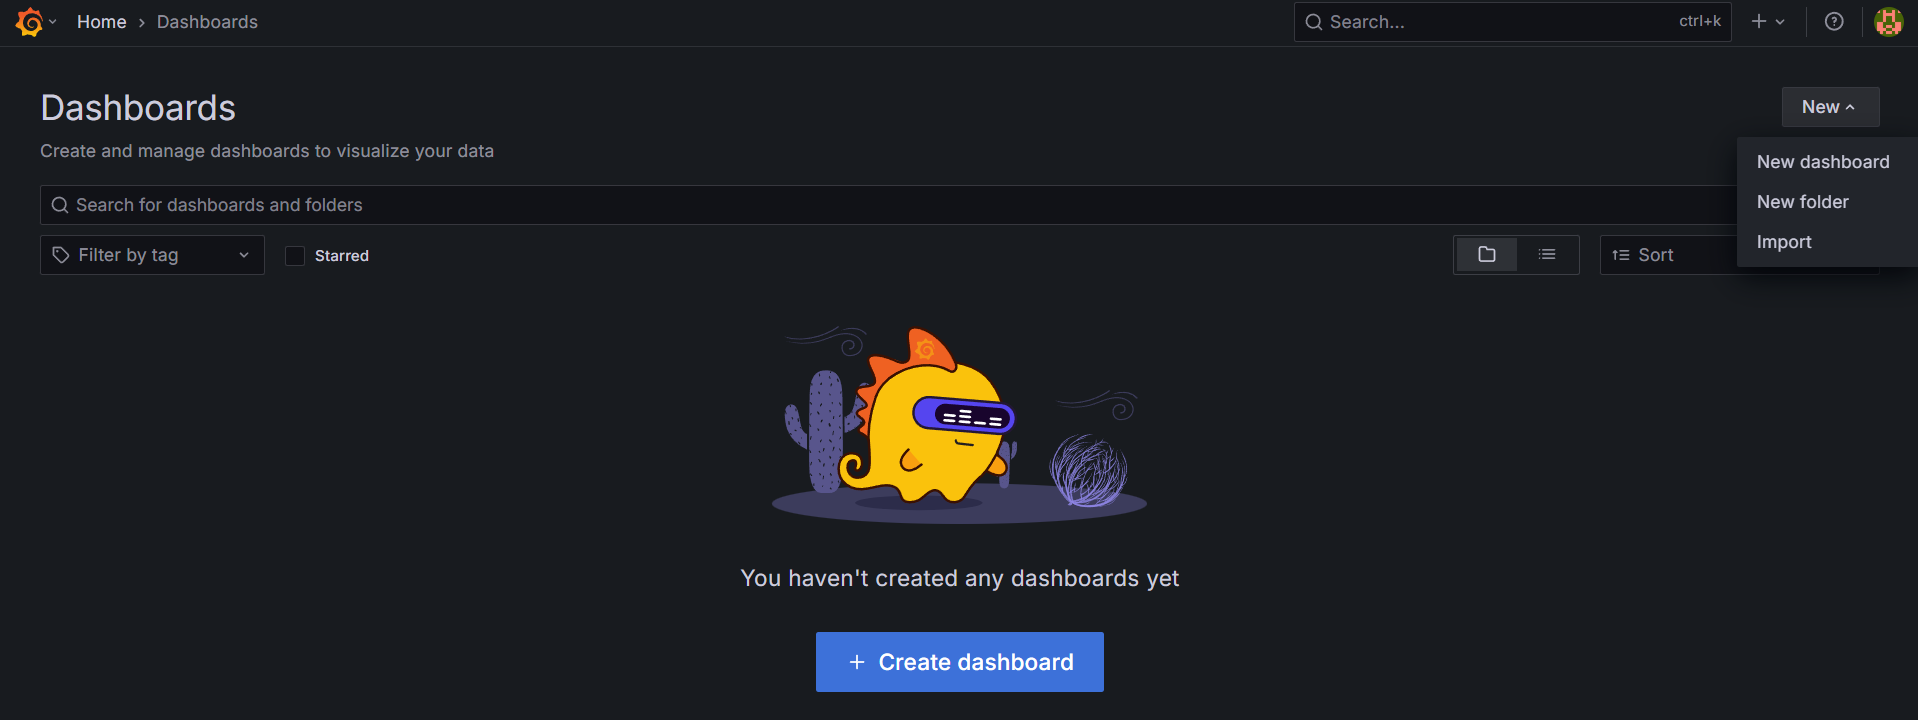 Home › Dashboards
Search...
ctrl+k
Dashboards
New
Create and manage dashboards to visualize your data
New dashboard
New folder
Import
Search for dashboards and folders
Filter by tag
Starred
Sort
You haven't created any dashboards yet
+ Create dashboard